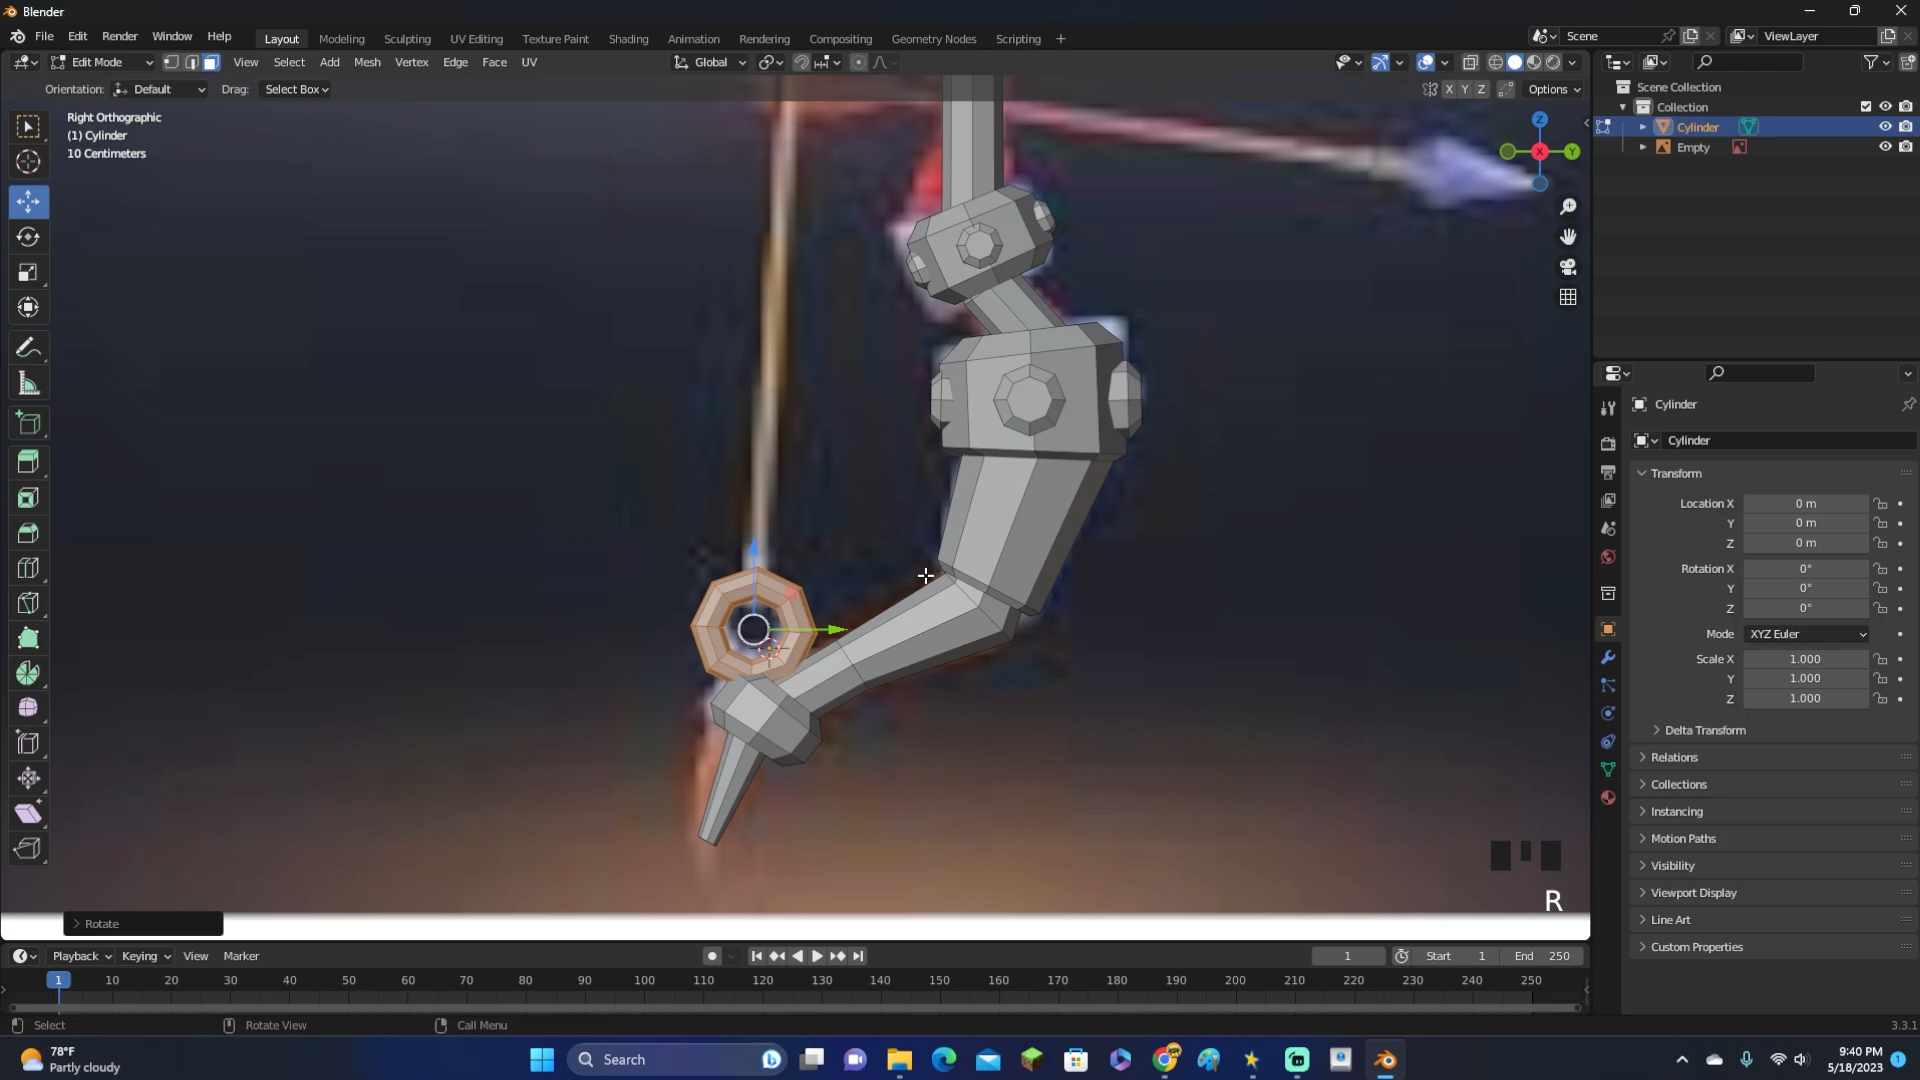 Blender
File Edit Render Window Help
Layout Modeling Sculpting UV Editing Texture Paint Shading Animation Rendering Compositing Geometry Nodes Scripting +
Scene
ViewLayer
Edit Mode
View Select Add Mesh Vertex Edge Face UV
Global
Orientation: Default Drag: Select Box
X Y Z Options
Right Orthographic
(1) Cylinder
10 Centimeters
Z
X
Y
Scene Collection
Collection
Cylinder
Empty
Cylinder
Cylinder
Transform
Location X 0 m
Y 0 m
Z 0 m
Rotation X 0°
Y 0°
Z 0°
Mode XYZ Euler
Scale X 1.000
Y 1.000
Z 1.000
Delta Transform
Relations
Collections
Instancing
Motion Paths
Visibility
Viewport Display
Line Art
Custom Properties
R
Rotate
Playback Keying View Marker
1 Start 1 End 250
1 10 20 30 40 50 60 70 80 90 100 110 120 130 140 150 160 170 180 190 200 210 220 230 240 250
Select Rotate View Call Menu
3.3.1
78°F
Partly cloudy
Search
9:40 PM
5/18/2023
1